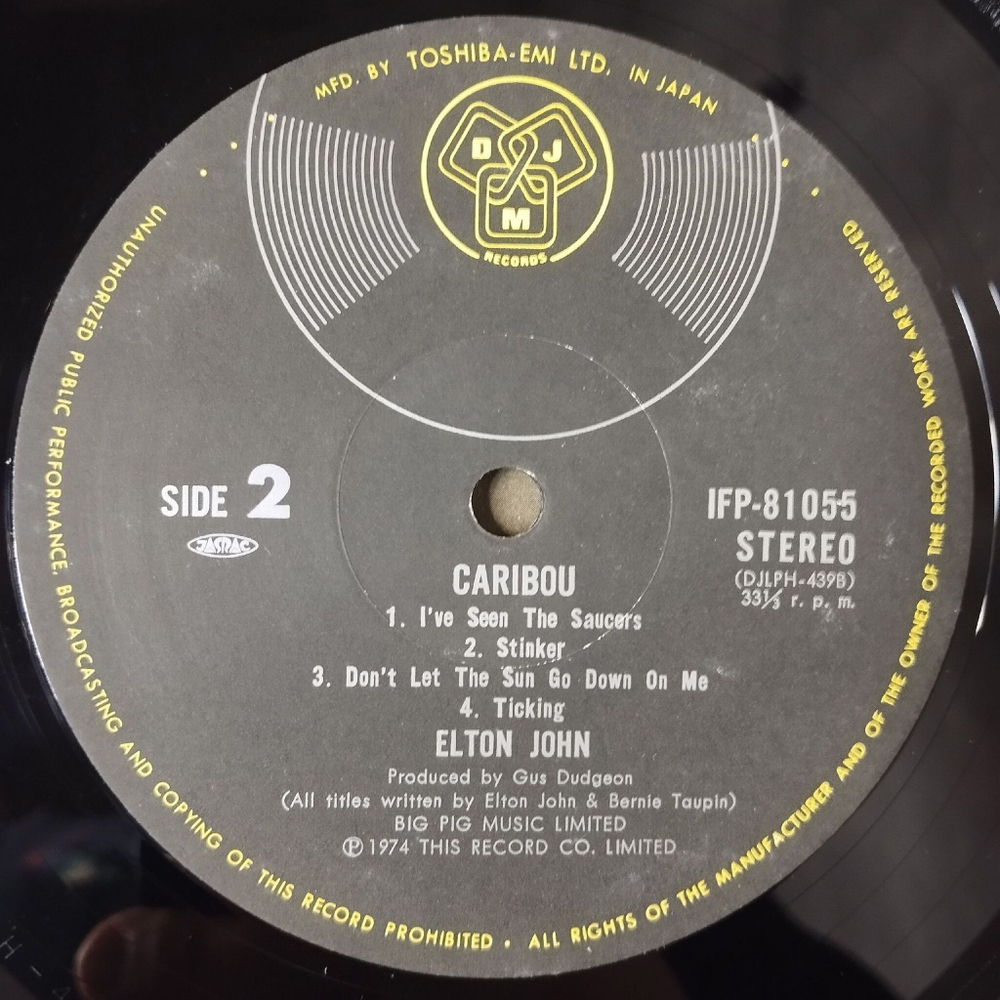 MFD. BY TOSHIBA-EMI LTD. IN JAPAN
D J
M
RECORDS
SIDE 2
JASRAC
IFP-81055
STEREO
(DJLPH-439B)
33⅓ r. p. m.
CARIBOU
1. I've Seen The Saucers
2. Stinker
3. Don't Let The Sun Go Down On Me
4. Ticking
ELTON JOHN
Produced by Gus Dudgeon
(All titles written by Elton John & Bernie Taupin)
BIG PIG MUSIC LIMITED
Ⓟ 1974 THIS RECORD CO. LIMITED
UNAUTHORIZED PUBLIC PERFORMANCE, BROADCASTING AND COPYING OF THIS RECORD PROHIBITED • ALL RIGHTS OF THE MANUFACTURER AND OF THE OWNER OF THE RECORDED WORK ARE RESERVED